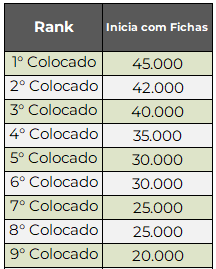 Rank Inicia com Fichas
1° Colocado 45.000
2° Colocado 42.000
3° Colocado 40.000
4° Colocado 35.000
5° Colocado 30.000
6° Colocado 30.000
7° Colocado 25.000
8° Colocado 25.000
9° Colocado 20.000